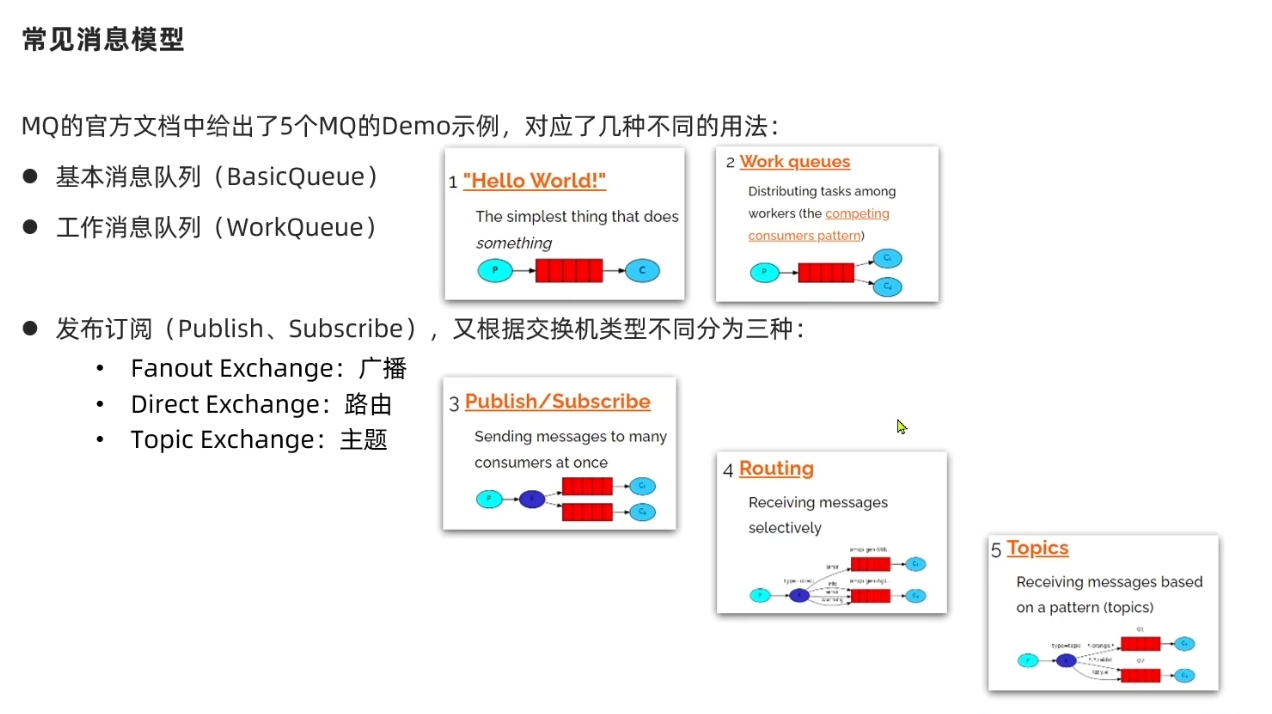 常见消息模型
MQ的官方文档中给出了5个MQ的Demo示例，对应了几种不同的用法：
● 基本消息队列（BasicQueue）
● 工作消息队列（WorkQueue）
1 "Hello World!"
The simplest thing that does
something
P
C
2 Work queues
Distributing tasks among
workers (the competing
consumers pattern)
P
C₁
C₂
● 发布订阅（Publish、Subscribe），又根据交换机类型不同分为三种：
• Fanout Exchange：广播
• Direct Exchange：路由
• Topic Exchange：主题
3 Publish/Subscribe
Sending messages to many
consumers at once
P
C₁
C₂
4 Routing
Receiving messages
selectively
error
info
error
warning
P
C₁
C₂
5 Topics
Receiving messages based
on a pattern (topics)
Q1
type=topic
*.orange.*
Q2
P
C₁
C₂